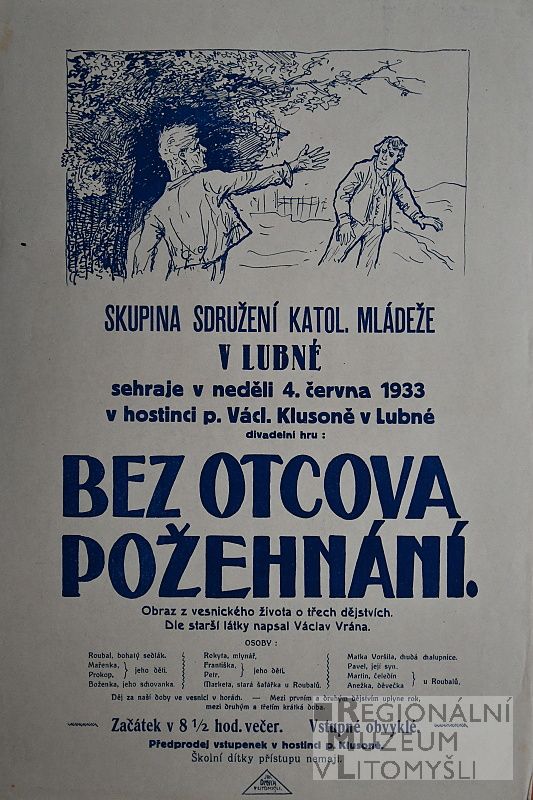 SKUPINA SDRUŽENÍ KATOL. MLÁDEŽE
V LUBNÉ
sehraje v neděli 4. června 1933
v hostinci p. Václ. Klusoně v Lubné
divadelní hru :
BEZ OTCOVA
POŽEHNÁNÍ.
Obraz z vesnického života o třech dějstvích.
Dle starší látky napsal Václav Vrána.
OSOBY :
Roubal, bohatý sedlák.
Mařenka,
Prokop, } jeho děti.
Boženka, jeho schovanka.
Rokyta, mlynář,
Františka,
Petr, } jeho děti,
Marketa, stará šafářka u Roubalů,
Matka Voršila, chudá chalupnice.
Pavel, její syn.
Martin, čeledín
Anežka, děvečka } u Roubalů,
Děj za naší doby ve vesnici v horách. — Mezi prvním a druhým dějstvím uplyne rok,
mezi druhým a třetím krátká doba.
Začátek v 8 1/2 hod. večer. Vstupné obvyklé.
Předprodej vstupenek v hostinci p. Klusoně.
Školní dítky přístupu nemají.
V LITOMYŠLI
REGIONÁLNÍ
MUZEUM
V LITOMYŠLI